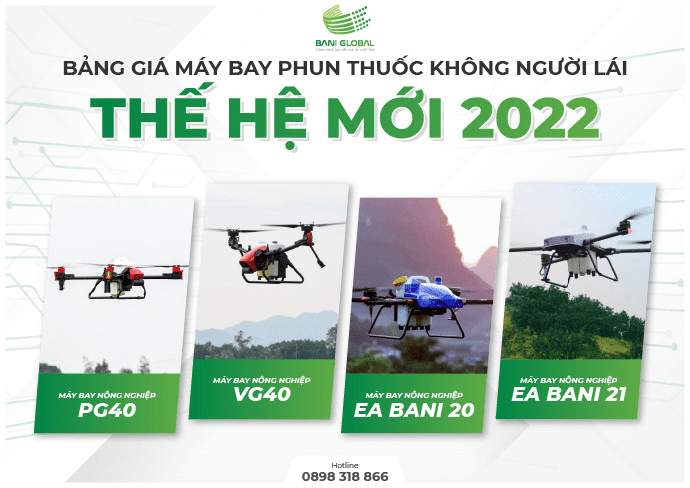 BANI GLOBAL
BẢNG GIÁ MÁY BAY PHUN THUỐC KHÔNG NGƯỜI LÁI
THẾ HỆ MỚI 2022
MÁY BAY NÔNG NGHIỆP
PG40
MÁY BAY NÔNG NGHIỆP
VG40
MÁY BAY NÔNG NGHIỆP
EA BANI 20
MÁY BAY NÔNG NGHIỆP
EA BANI 21
Hotline
0898 318 866